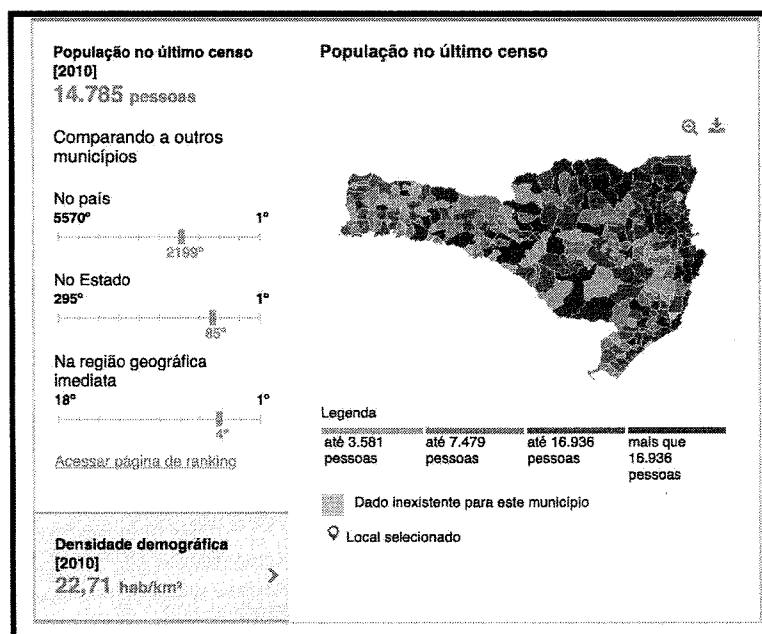 População no último censo
[2010]
14.785 pessoas
Comparando a outros
municípios
No país
5570º 1º
2199º
No Estado
295º 1º
85º
Na região geográfica
imediata
18º 1º
4º
Acessar página de ranking
Densidade demográfica
[2010]
22,71 hab/km²
População no último censo
Legenda
até 3.581
pessoas
até 7.479
pessoas
até 16.936
pessoas
mais que
16.936
pessoas
Dado inexistente para este município
Local selecionado